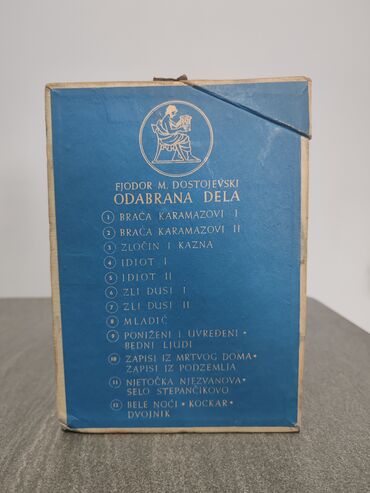 FJODOR M. DOSTOJEVSKI
ODABRANA DELA
1 BRAĆA KARAMAZOVI I
2 BRAĆA KARAMAZOVI II
3 ZLOČIN I KAZNA
4 IDIOT I
5 IDIOT II
6 ZLI DUSI I
7 ZLI DUSI II
8 MLADIĆ
9 PONIŽENI I UVREĐENI •
BEDNI LJUDI
10 ZAPISI IZ MRTVOG DOMA •
ZAPISI IZ PODZEMLJA
11 NJETOČKA NJEZVANOVA •
SELO STEPANČIKOVO
12 BELE NOĆI • KOCKAR •
DVOJNIK